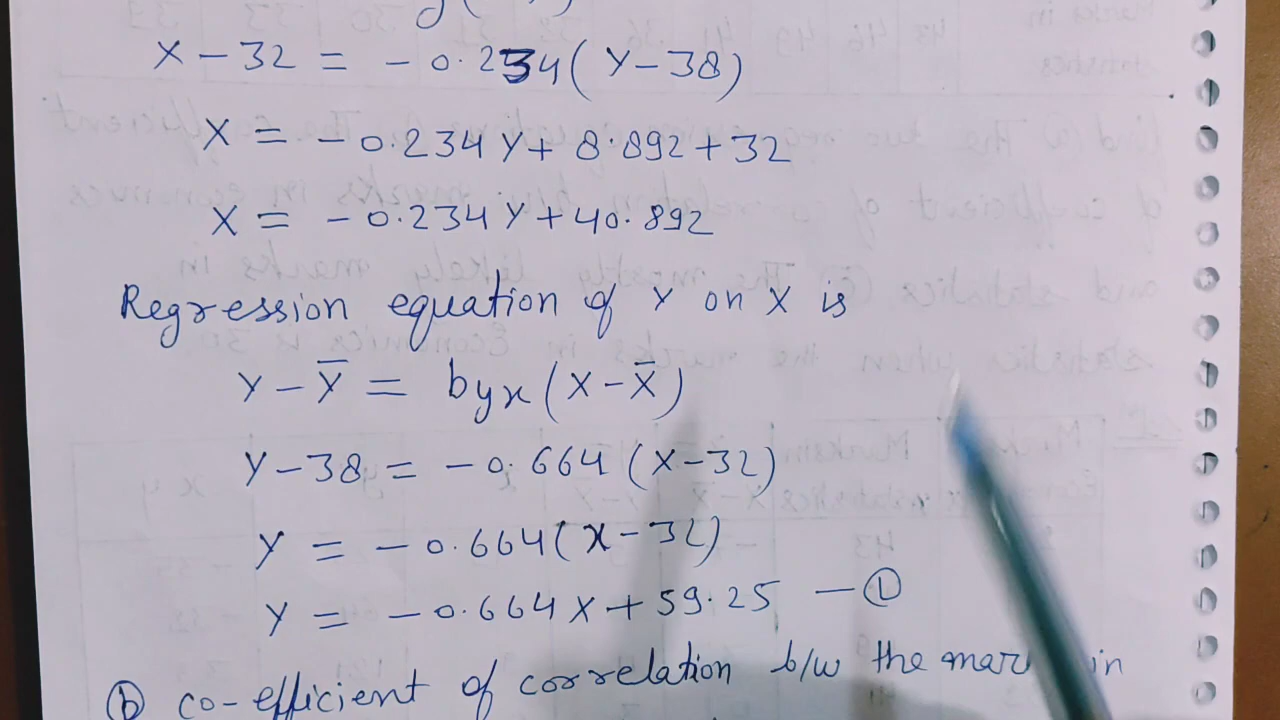 X - 32 = - 0.234 ( Y - 38 )
X = - 0.234 Y + 8.892 + 32
X = - 0.234 Y + 40.892
Regression equation of Y on X is
Y - Y̅ = byx ( X - X̅ )
Y - 38 = - 0.664 ( X - 32 )
Y = - 0.664 ( X - 32 )
Y = - 0.664 X + 59.25 — ①
ⓑ co-efficient of correlation b/w the in